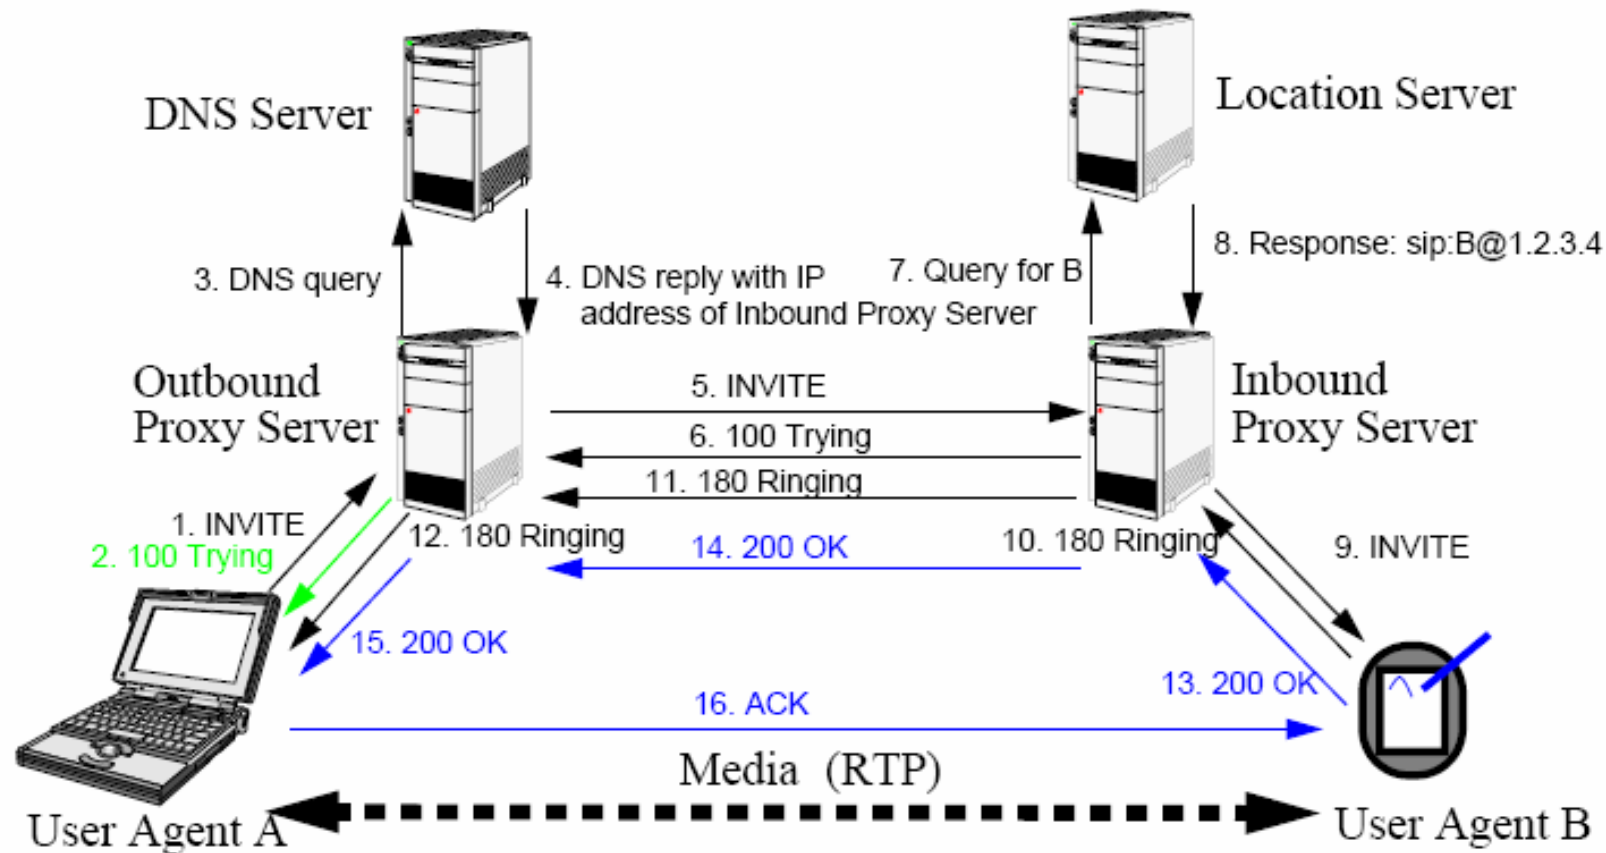 DNS Server
Location Server
3. DNS query
4. DNS reply with IP
address of Inbound Proxy Server
7. Query for B
8. Response: sip:B@1.2.3.4
Outbound
Proxy Server
5. INVITE
6. 100 Trying
11. 180 Ringing
Inbound
Proxy Server
1. INVITE
2. 100 Trying
12. 180 Ringing
14. 200 OK
10. 180 Ringing
9. INVITE
15. 200 OK
13. 200 OK
16. ACK
Media (RTP)
User Agent A
User Agent B